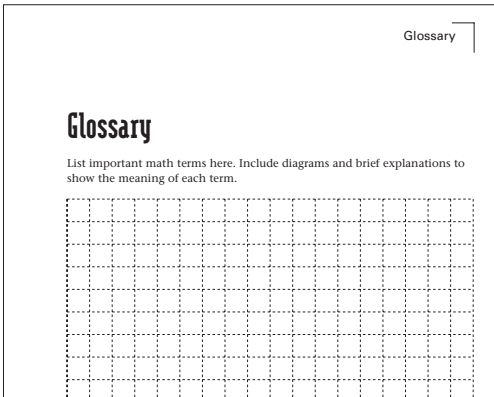 Glossary
Glossary
List important math terms here. Include diagrams and brief explanations to
show the meaning of each term.